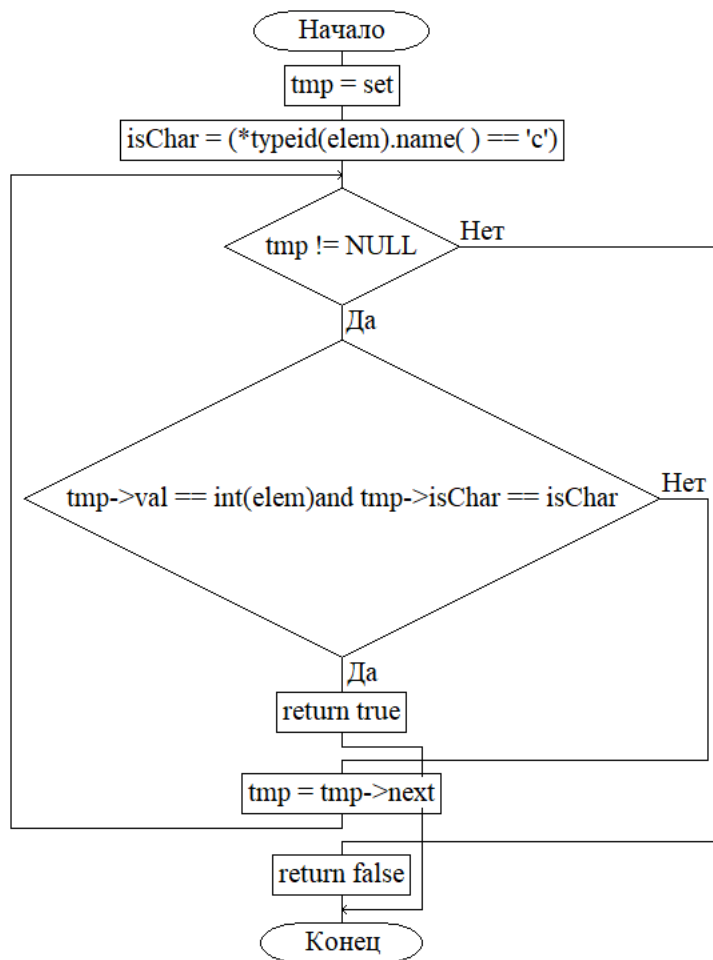 Начало
tmp = set
isChar = (*typeid(elem).name( ) == 'c')
tmp != NULL
Нет
Да
tmp->val == int(elem)and tmp->isChar == isChar
Нет
Да
return true
tmp = tmp->next
return false
Конец